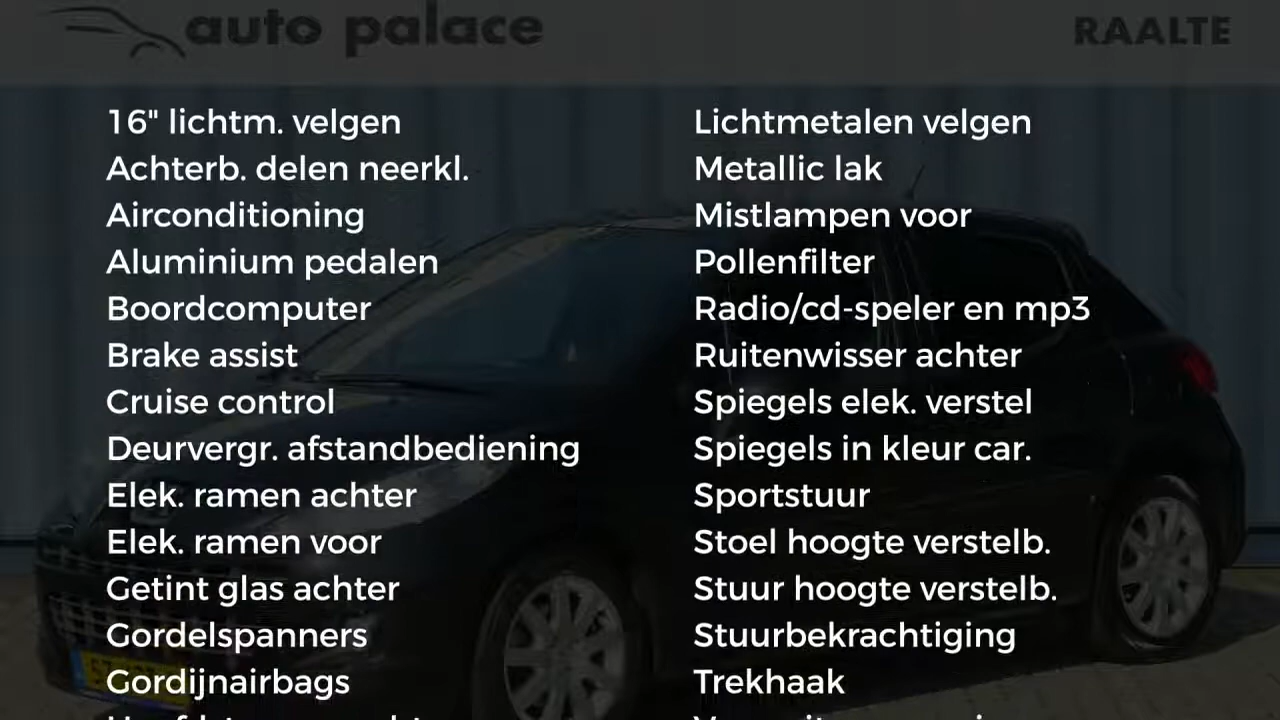 auto palace
RAALTE
16" lichtm. velgen
Achterb. delen neerkl.
Airconditioning
Aluminium pedalen
Boordcomputer
Brake assist
Cruise control
Deurvergr. afstandbediening
Elek. ramen achter
Elek. ramen voor
Getint glas achter
Gordelspanners
Gordijnairbags
Lichtmetalen velgen
Metallic lak
Mistlampen voor
Pollenfilter
Radio/cd-speler en mp3
Ruitenwisser achter
Spiegels elek. verstel
Spiegels in kleur car.
Sportstuur
Stoel hoogte verstelb.
Stuur hoogte verstelb.
Stuurbekrachtiging
Trekhaak